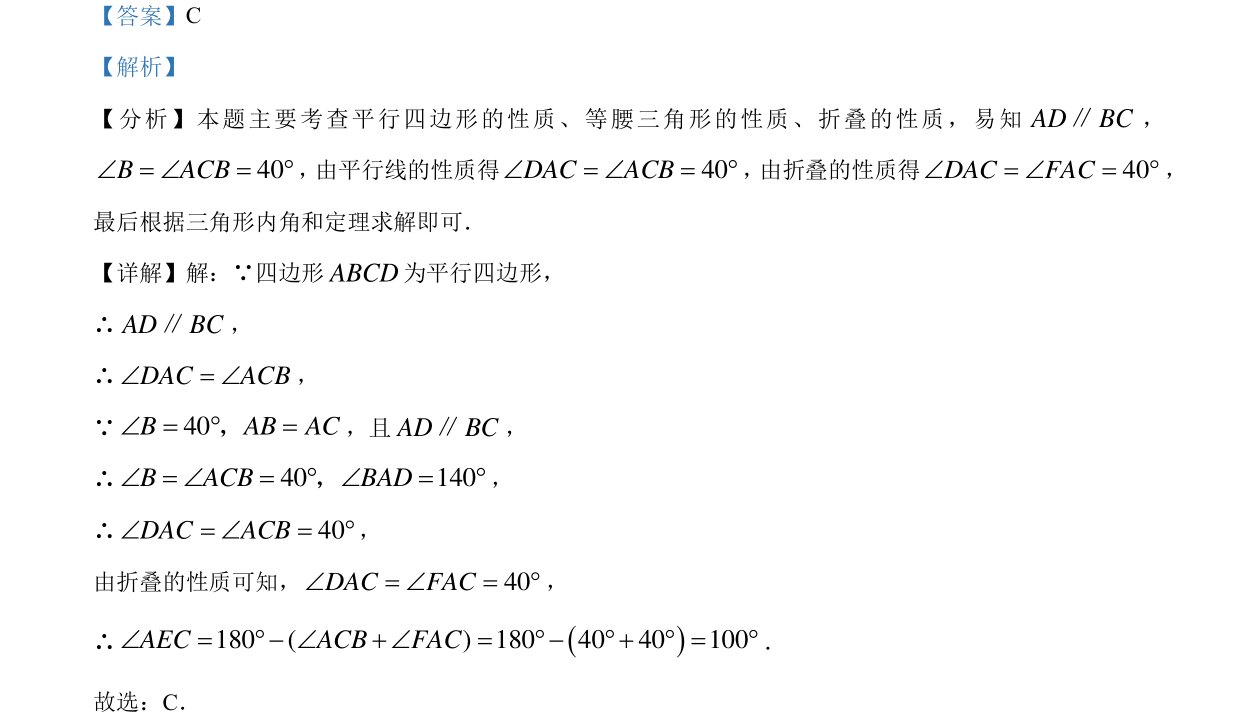 【答案】C
【解析】
【分析】本题主要考查平行四边形的性质、等腰三角形的性质、折叠的性质，易知 AD∥BC，
∠B=∠ACB=40°，由平行线的性质得∠DAC=∠ACB=40°，由折叠的性质得∠DAC=∠FAC=40°，
最后根据三角形内角和定理求解即可．
【详解】解：∵四边形 ABCD 为平行四边形，
∴ AD∥BC，
∴ ∠DAC=∠ACB，
∵ ∠B=40°，AB=AC，且 AD∥BC，
∴ ∠B=∠ACB=40°，∠BAD=140°，
∴ ∠DAC=∠ACB=40°，
由折叠的性质可知，∠DAC=∠FAC=40°，
∴ ∠AEC=180°−(∠ACB+∠FAC)=180°−(40°+40°)=100°．
故选：C．